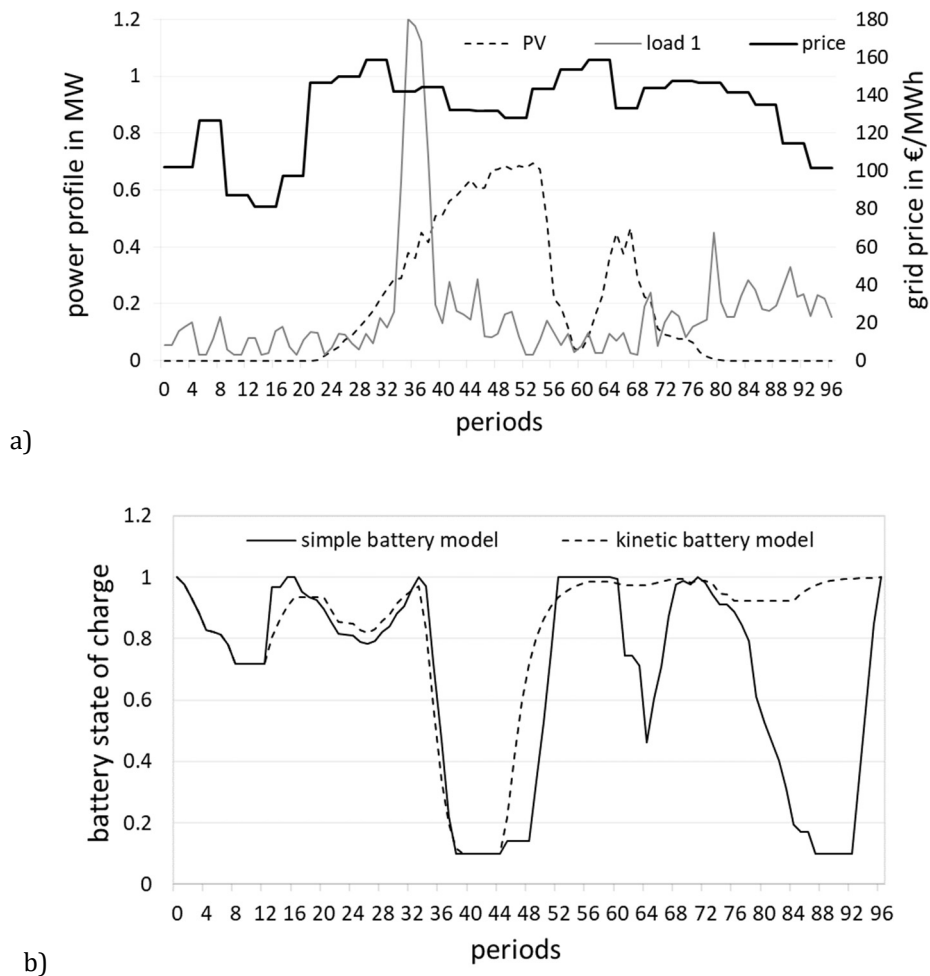 1.2 180
PV load 1 price
1 160
140
0.8 120
0.6 100
80
0.4 60
0.2 40
20
0 0
power profile in MW
grid price in €/MWh
0 4 8 12 16 20 24 28 32 36 40 44 48 52 56 60 64 68 72 76 80 84 88 92 96
periods
a)
1.2
simple battery model kinetic battery model
1
0.8
0.6
0.4
0.2
0
battery state of charge
0 4 8 12 16 20 24 28 32 36 40 44 48 52 56 60 64 68 72 76 80 84 88 92 96
periods
b)